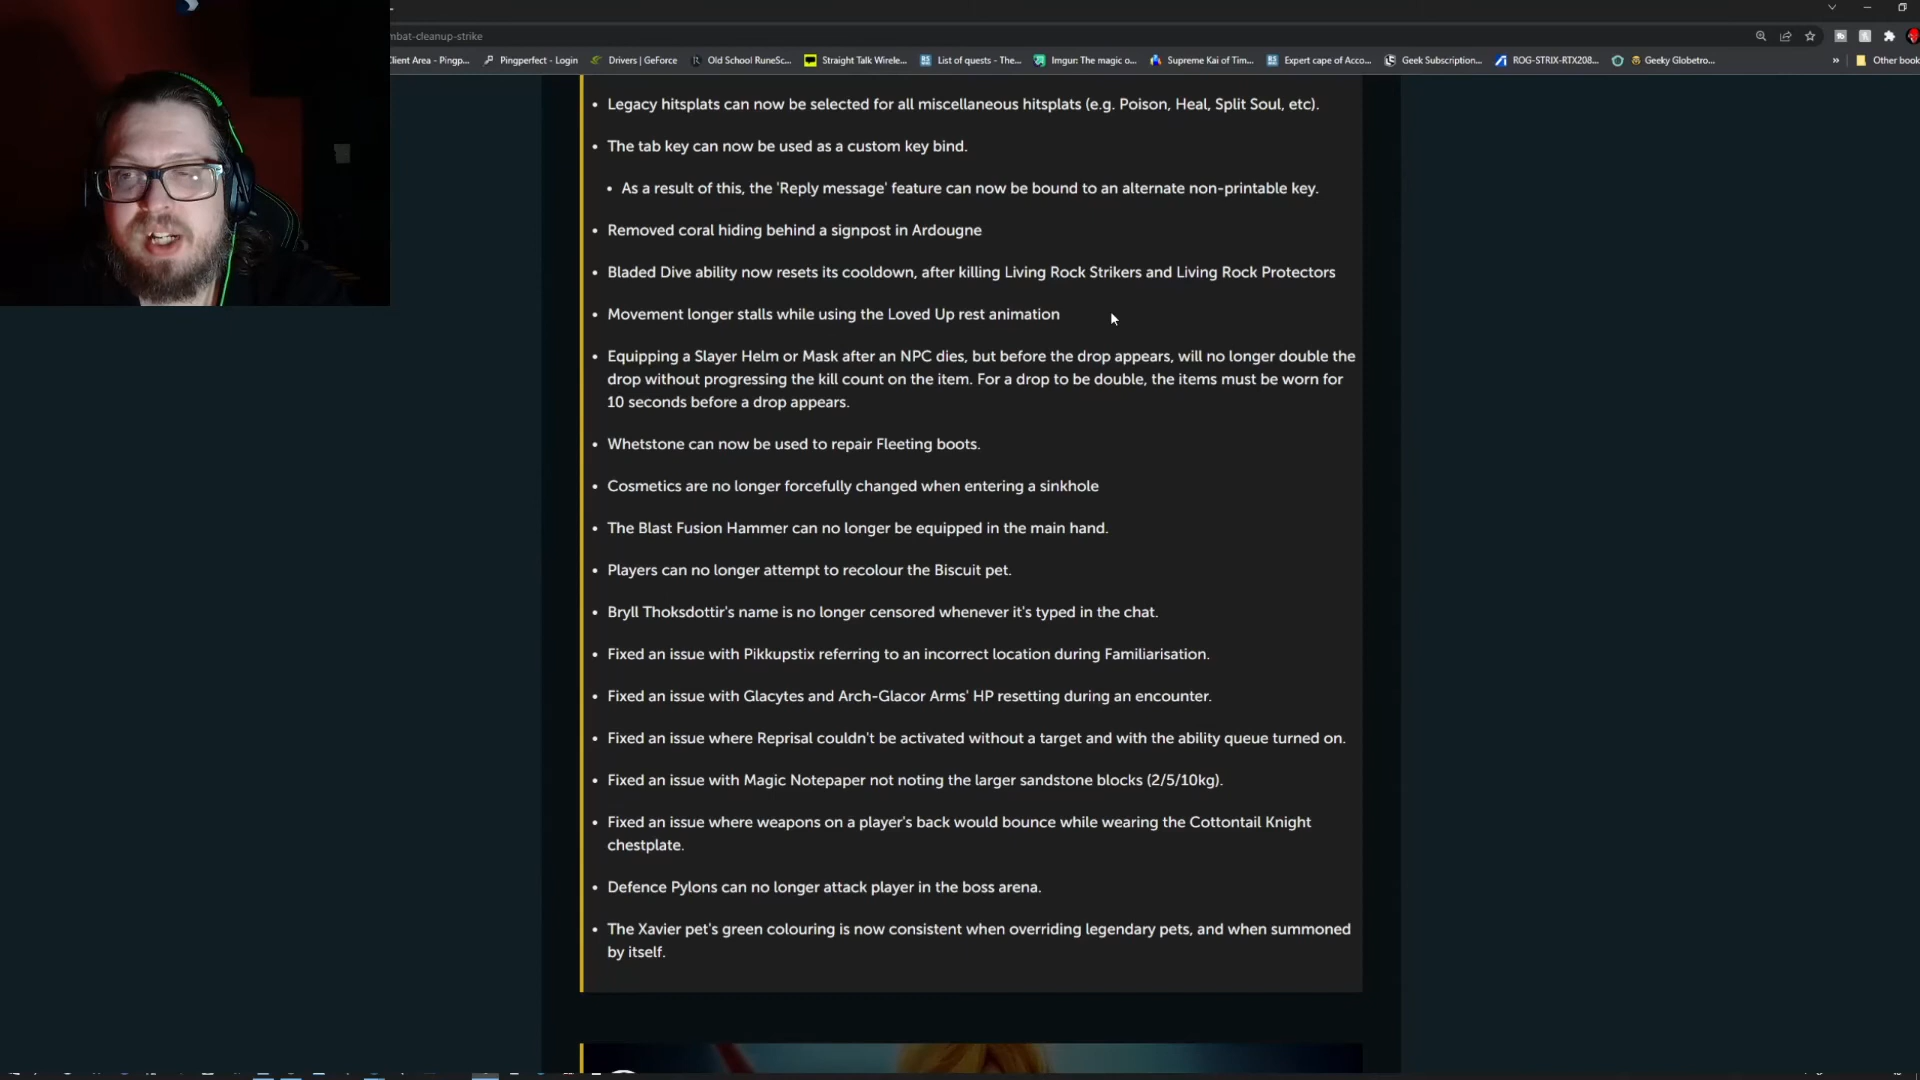 mbat-cleanup-strike
Client Area - Pingp... Pingperfect - Login Drivers | GeForce Old School RuneSc... Straight Talk Wirele... List of quests - The... Imgur: The magic o... Supreme Kai of Tim... Expert cape of Acco... Geek Subscription... ROG-STRIX-RTX208... Geeky Globetro... » Other book
• Legacy hitsplats can now be selected for all miscellaneous hitsplats (e.g. Poison, Heal, Split Soul, etc).
• The tab key can now be used as a custom key bind.
• As a result of this, the 'Reply message' feature can now be bound to an alternate non-printable key.
• Removed coral hiding behind a signpost in Ardougne
• Bladed Dive ability now resets its cooldown, after killing Living Rock Strikers and Living Rock Protectors
• Movement longer stalls while using the Loved Up rest animation
• Equipping a Slayer Helm or Mask after an NPC dies, but before the drop appears, will no longer double the
drop without progressing the kill count on the item. For a drop to be double, the items must be worn for
10 seconds before a drop appears.
• Whetstone can now be used to repair Fleeting boots.
• Cosmetics are no longer forcefully changed when entering a sinkhole
• The Blast Fusion Hammer can no longer be equipped in the main hand.
• Players can no longer attempt to recolour the Biscuit pet.
• Bryll Thoksdottir's name is no longer censored whenever it's typed in the chat.
• Fixed an issue with Pikkupstix referring to an incorrect location during Familiarisation.
• Fixed an issue with Glacytes and Arch-Glacor Arms' HP resetting during an encounter.
• Fixed an issue where Reprisal couldn't be activated without a target and with the ability queue turned on.
• Fixed an issue with Magic Notepaper not noting the larger sandstone blocks (2/5/10kg).
• Fixed an issue where weapons on a player's back would bounce while wearing the Cottontail Knight
chestplate.
• Defence Pylons can no longer attack player in the boss arena.
• The Xavier pet's green colouring is now consistent when overriding legendary pets, and when summoned
by itself.